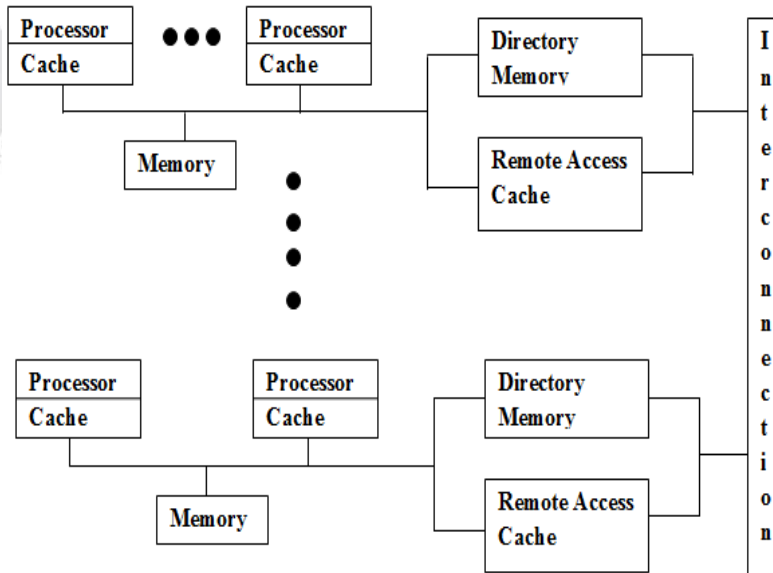 Processor
Cache
Processor
Cache
Memory
Directory
Memory
Remote Access
Cache
Processor
Cache
Processor
Cache
Memory
Directory
Memory
Remote Access
Cache
I
n
t
e
r
c
o
n
n
e
c
t
i
o
n